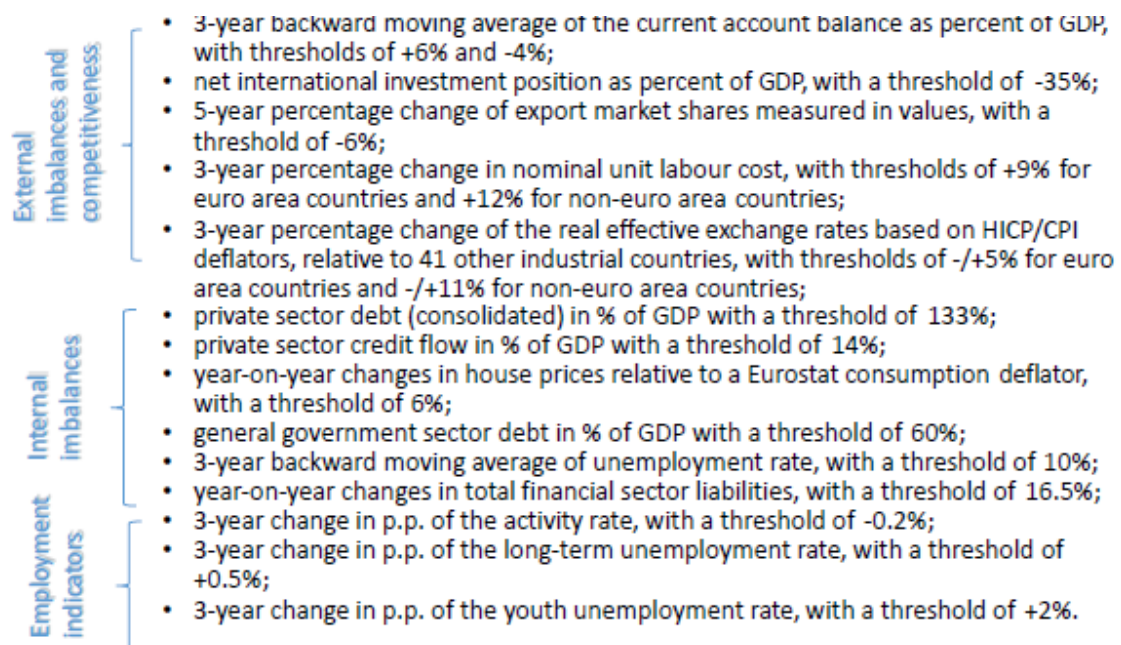 External
imbalances and
competitiveness
• 3-year backward moving average of the current account balance as percent of GDP,
with thresholds of +6% and -4%;
• net international investment position as percent of GDP, with a threshold of -35%;
• 5-year percentage change of export market shares measured in values, with a
threshold of -6%;
• 3-year percentage change in nominal unit labour cost, with thresholds of +9% for
euro area countries and +12% for non-euro area countries;
• 3-year percentage change of the real effective exchange rates based on HICP/CPI
deflators, relative to 41 other industrial countries, with thresholds of -/+5% for euro
area countries and -/+11% for non-euro area countries;
Internal
imbalances
• private sector debt (consolidated) in % of GDP with a threshold of 133%;
• private sector credit flow in % of GDP with a threshold of 14%;
• year-on-year changes in house prices relative to a Eurostat consumption deflator,
with a threshold of 6%;
• general government sector debt in % of GDP with a threshold of 60%;
• 3-year backward moving average of unemployment rate, with a threshold of 10%;
• year-on-year changes in total financial sector liabilities, with a threshold of 16.5%;
Employment
indicators
• 3-year change in p.p. of the activity rate, with a threshold of -0.2%;
• 3-year change in p.p. of the long-term unemployment rate, with a threshold of
+0.5%;
• 3-year change in p.p. of the youth unemployment rate, with a threshold of +2%.